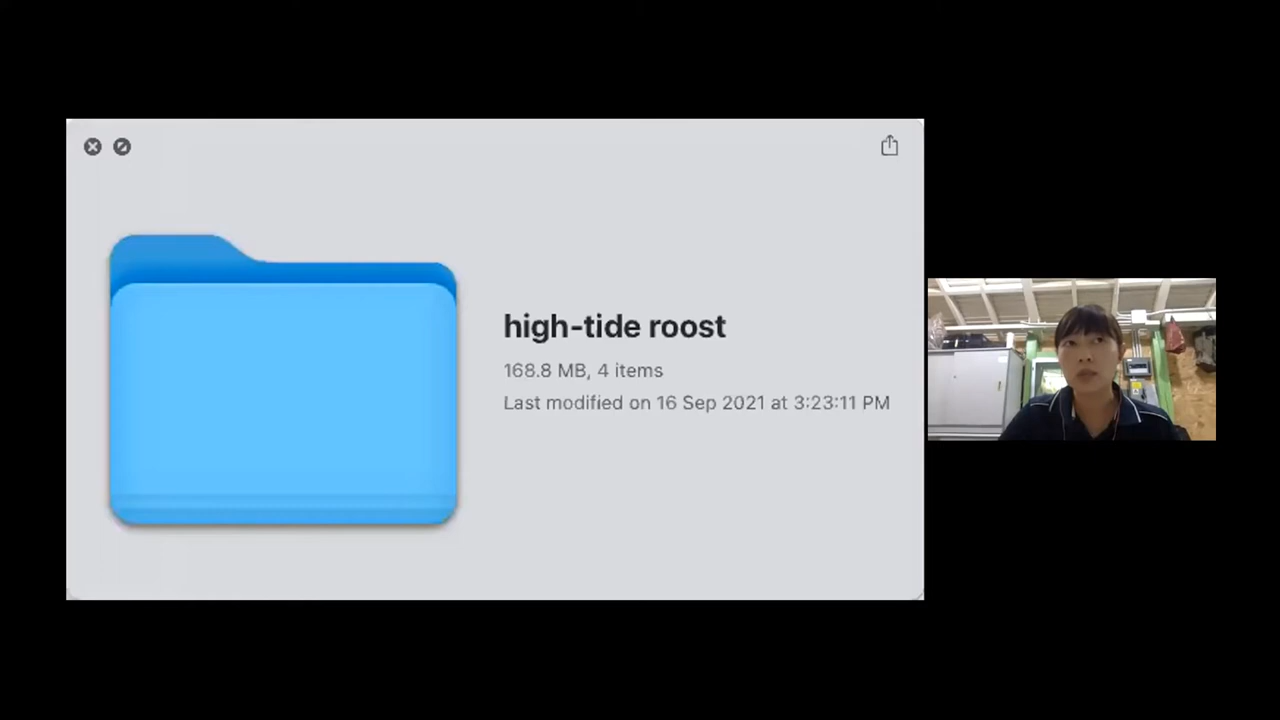 high-tide roost
168.8 MB, 4 items
Last modified on 16 Sep 2021 at 3:23:11 PM